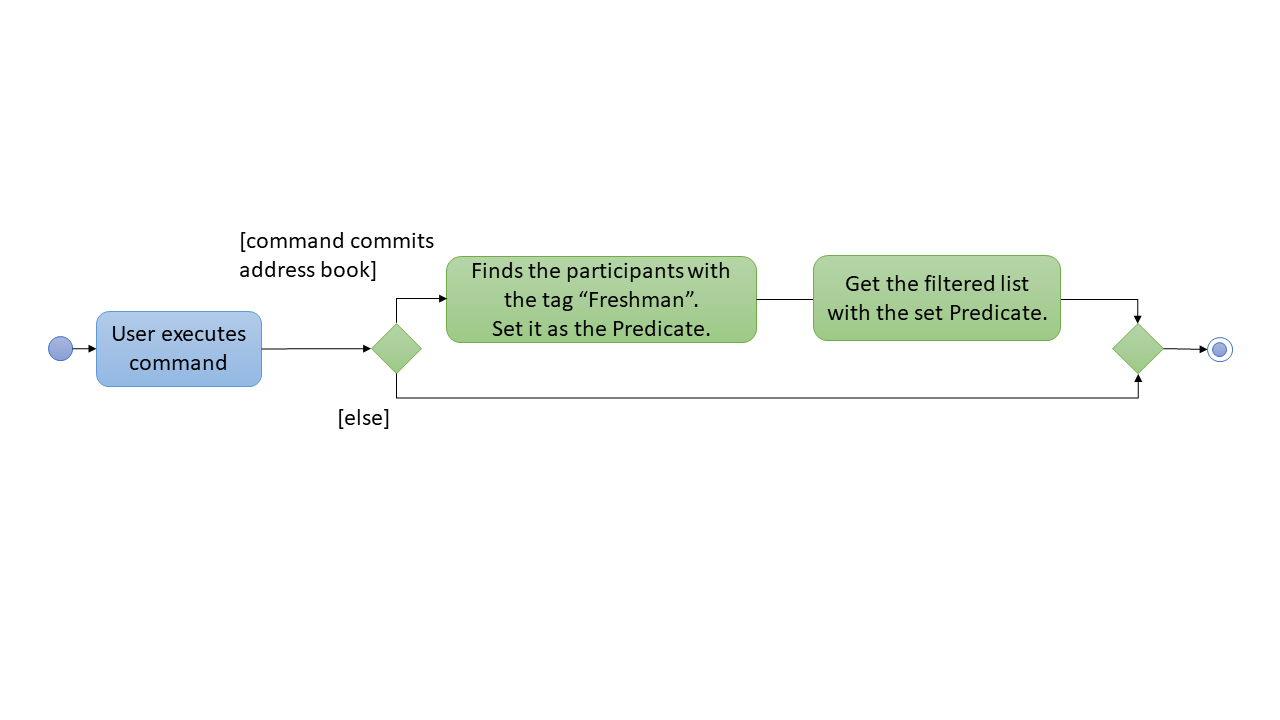 [command commits
address book]
Finds the participants with
the tag “Freshman”.
Set it as the Predicate.
Get the filtered list
with the set Predicate.
User executes
command
[else]